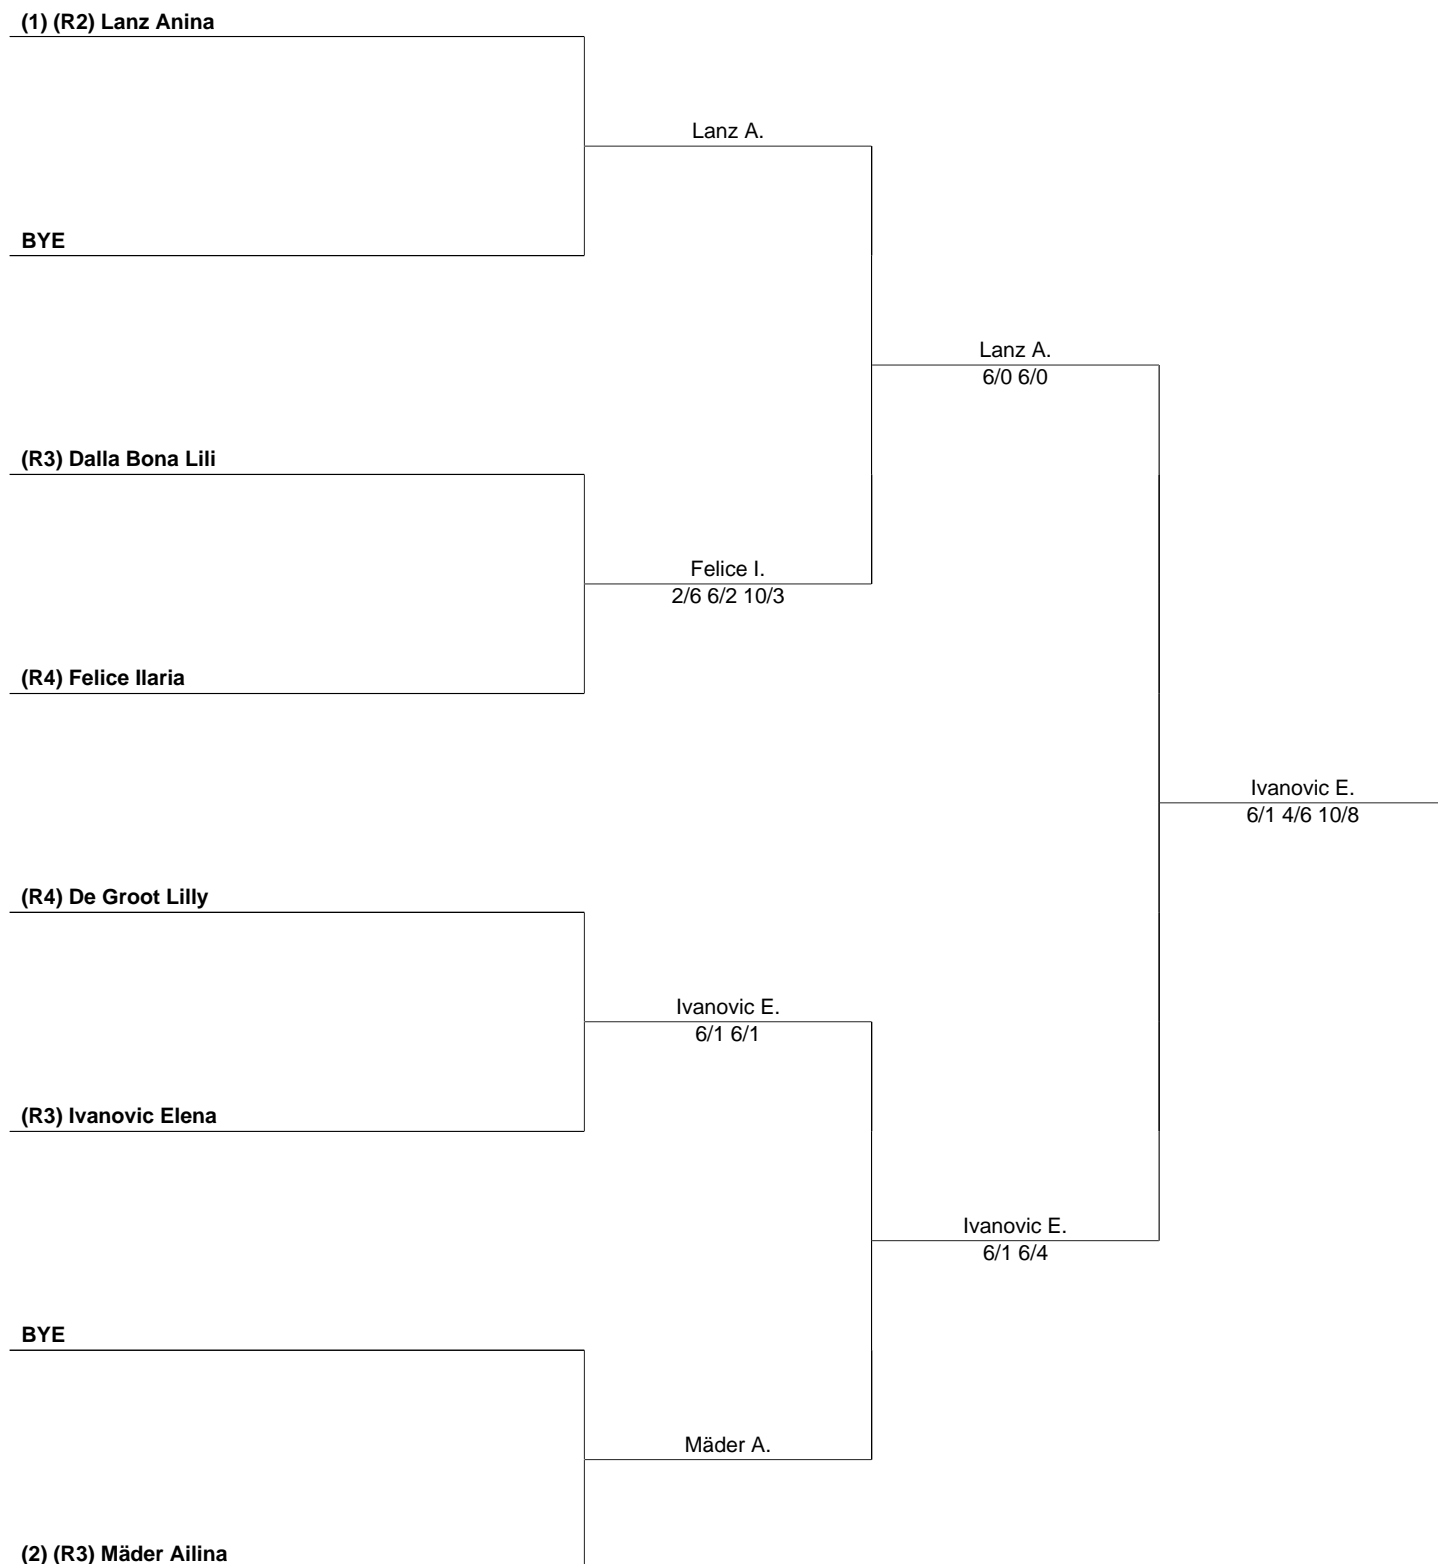 (1) (R2) Lanz Anina
Lanz A.
BYE
Lanz A.
6/0 6/0
(R3) Dalla Bona Lili
Felice I.
2/6 6/2 10/3
(R4) Felice Ilaria
Ivanovic E.
6/1 4/6 10/8
(R4) De Groot Lilly
Ivanovic E.
6/1 6/1
(R3) Ivanovic Elena
Ivanovic E.
6/1 6/4
BYE
Mäder A.
(2) (R3) Mäder Ailina